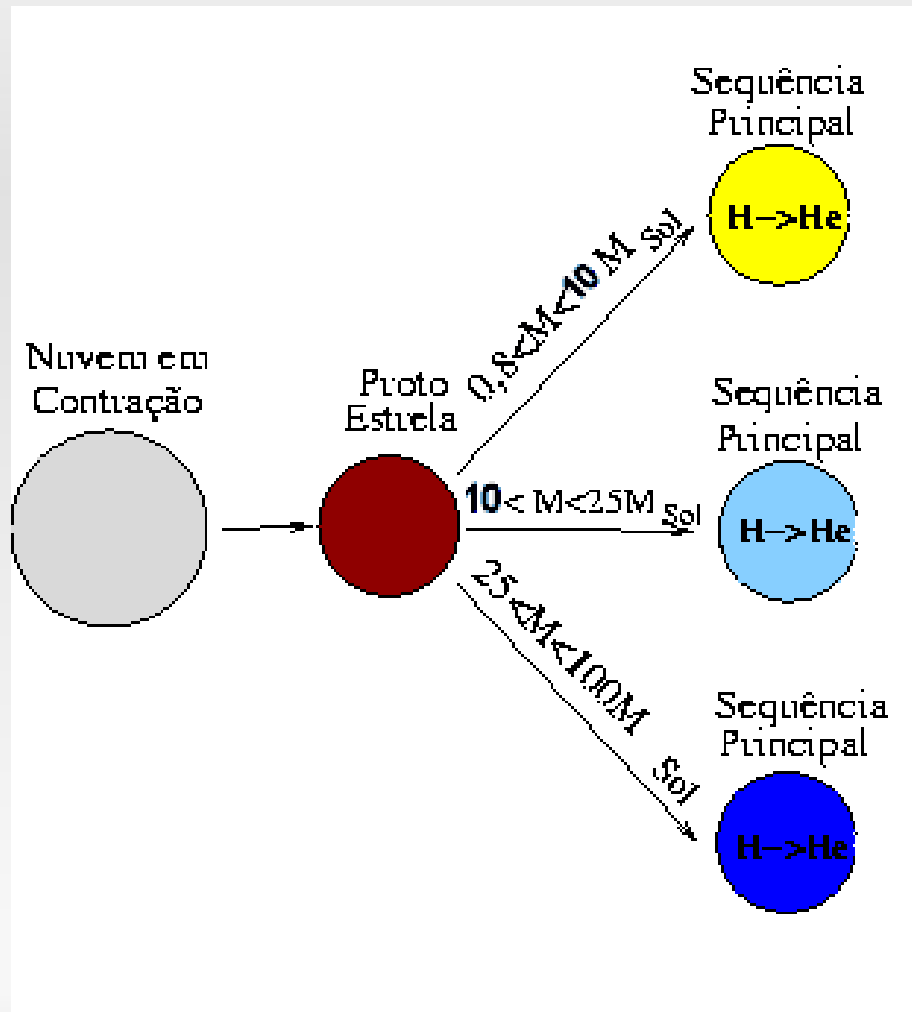 Nuvem em
Contração
Proto
Estrela
0,8<M<10 M Sol
Sequência
Principal
H->He
10< M<25M Sol
Sequência
Principal
H->He
25<M<100M Sol
Sequência
Principal
H->He